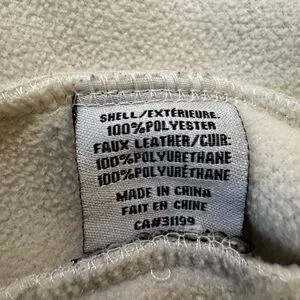 SHELL/EXTÉRIEURE:
100%POLYESTER
FAUX LEATHER/CUIR:
100%POLYURETHANE
100%POLYURÉTHANE
MADE IN CHINA
FAIT EN CHINE
CA#31199